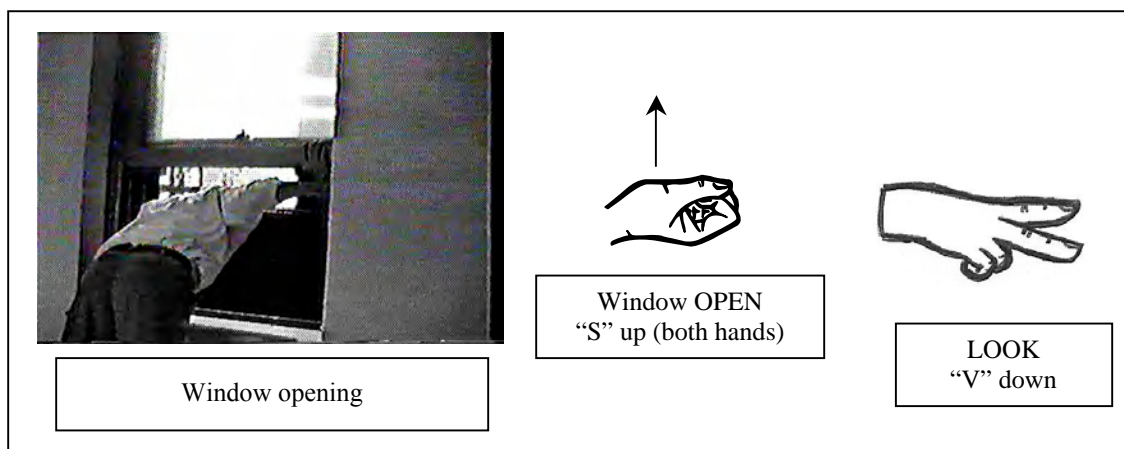 Window opening
Window OPEN
“S” up (both hands)
LOOK
“V” down